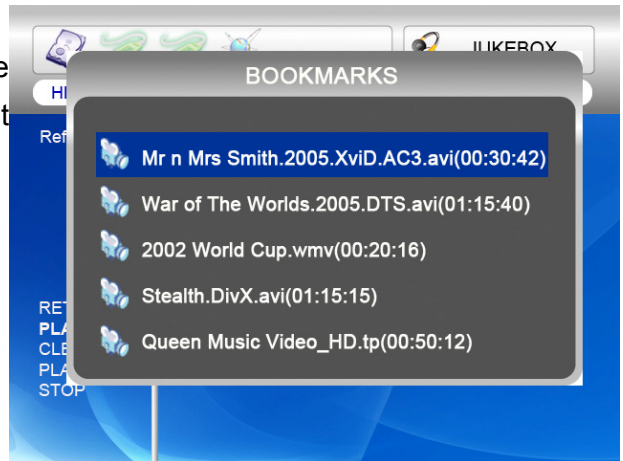 JUKEBOX
BOOKMARKS
Mr n Mrs Smith.2005.XviD.AC3.avi(00:30:42)
War of The Worlds.2005.DTS.avi(01:15:40)
2002 World Cup.wmv(00:20:16)
Stealth.DivX.avi(01:15:15)
Queen Music Video_HD.tp(00:50:12)
STOP